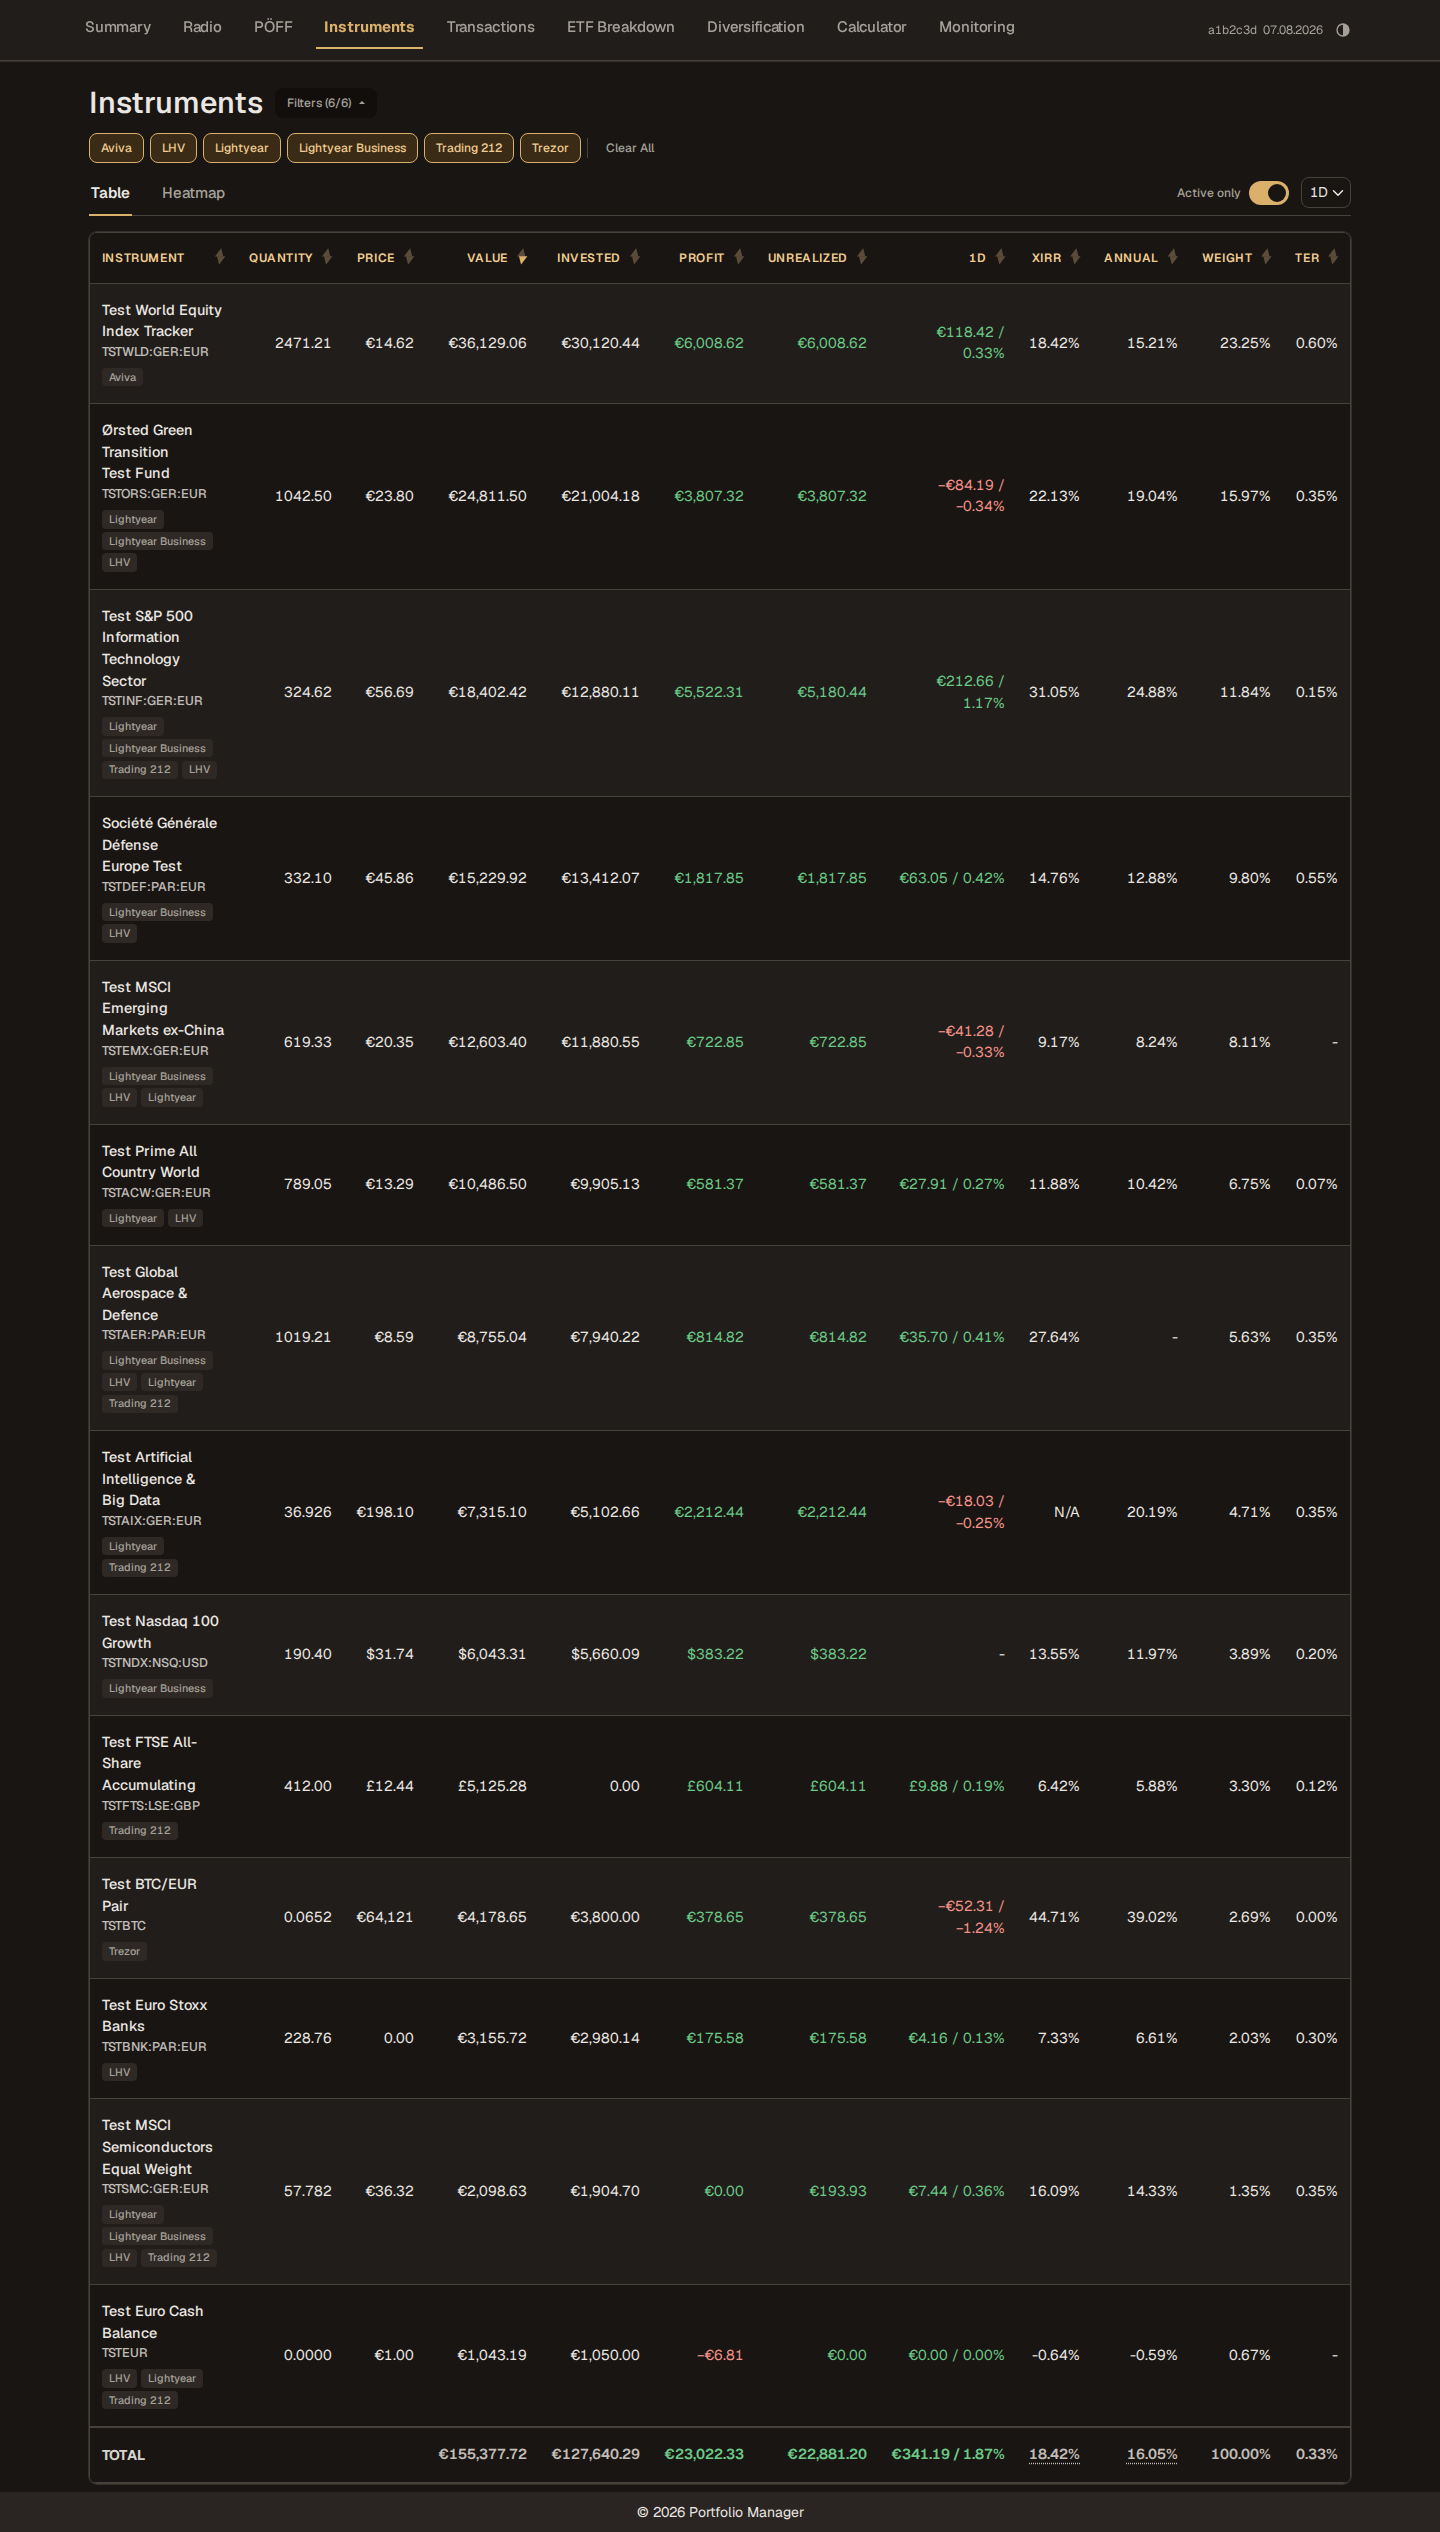 Summary Radio PÖFF Instruments Transactions ETF Breakdown Diversification Calculator Monitoring a1b2c3d 07.08.2026
Instruments Filters (6/6)
Aviva LHV Lightyear Lightyear Business Trading 212 Trezor Clear All
Table Heatmap Active only 1D
INSTRUMENT QUANTITY PRICE VALUE INVESTED PROFIT UNREALIZED 1D XIRR ANNUAL WEIGHT TER
Test World Equity
Index Tracker
TSTWLD:GER:EUR
Aviva
2471.21 €14.62 €36,129.06 €30,120.44 €6,008.62 €6,008.62 €118.42 /
0.33%
18.42% 15.21% 23.25% 0.60%
Ørsted Green
Transition
Test Fund
TSTORS:GER:EUR
Lightyear
Lightyear Business
LHV
1042.50 €23.80 €24,811.50 €21,004.18 €3,807.32 €3,807.32 −€84.19 /
−0.34%
22.13% 19.04% 15.97% 0.35%
Test S&P 500
Information
Technology
Sector
TSTINF:GER:EUR
Lightyear
Lightyear Business
Trading 212 LHV
324.62 €56.69 €18,402.42 €12,880.11 €5,522.31 €5,180.44 €212.66 /
1.17%
31.05% 24.88% 11.84% 0.15%
Société Générale
Défense
Europe Test
TSTDEF:PAR:EUR
Lightyear Business
LHV
332.10 €45.86 €15,229.92 €13,412.07 €1,817.85 €1,817.85 €63.05 / 0.42% 14.76% 12.88% 9.80% 0.55%
Test MSCI
Emerging
Markets ex-China
TSTEMX:GER:EUR
Lightyear Business
LHV Lightyear
619.33 €20.35 €12,603.40 €11,880.55 €722.85 €722.85 −€41.28 /
−0.33%
9.17% 8.24% 8.11% -
Test Prime All
Country World
TSTACW:GER:EUR
Lightyear LHV
789.05 €13.29 €10,486.50 €9,905.13 €581.37 €581.37 €27.91 / 0.27% 11.88% 10.42% 6.75% 0.07%
Test Global
Aerospace &
Defence
TSTAER:PAR:EUR
Lightyear Business
LHV Lightyear
Trading 212
1019.21 €8.59 €8,755.04 €7,940.22 €814.82 €814.82 €35.70 / 0.41% 27.64% - 5.63% 0.35%
Test Artificial
Intelligence &
Big Data
TSTAIX:GER:EUR
Lightyear
Trading 212
36.926 €198.10 €7,315.10 €5,102.66 €2,212.44 €2,212.44 −€18.03 /
−0.25%
N/A 20.19% 4.71% 0.35%
Test Nasdaq 100
Growth
TSTNDX:NSQ:USD
Lightyear Business
190.40 $31.74 $6,043.31 $5,660.09 $383.22 $383.22 - 13.55% 11.97% 3.89% 0.20%
Test FTSE All-
Share
Accumulating
TSTFTS:LSE:GBP
Trading 212
412.00 £12.44 £5,125.28 0.00 £604.11 £604.11 £9.88 / 0.19% 6.42% 5.88% 3.30% 0.12%
Test BTC/EUR
Pair
TSTBTC
Trezor
0.0652 €64,121 €4,178.65 €3,800.00 €378.65 €378.65 −€52.31 /
−1.24%
44.71% 39.02% 2.69% 0.00%
Test Euro Stoxx
Banks
TSTBNK:PAR:EUR
LHV
228.76 0.00 €3,155.72 €2,980.14 €175.58 €175.58 €4.16 / 0.13% 7.33% 6.61% 2.03% 0.30%
Test MSCI
Semiconductors
Equal Weight
TSTSMC:GER:EUR
Lightyear
Lightyear Business
LHV Trading 212
57.782 €36.32 €2,098.63 €1,904.70 €0.00 €193.93 €7.44 / 0.36% 16.09% 14.33% 1.35% 0.35%
Test Euro Cash
Balance
TSTEUR
LHV Lightyear
Trading 212
0.0000 €1.00 €1,043.19 €1,050.00 −€6.81 €0.00 €0.00 / 0.00% -0.64% -0.59% 0.67% -
TOTAL €155,377.72 €127,640.29 €23,022.33 €22,881.20 €341.19 / 1.87% 18.42% 16.05% 100.00% 0.33%
© 2026 Portfolio Manager